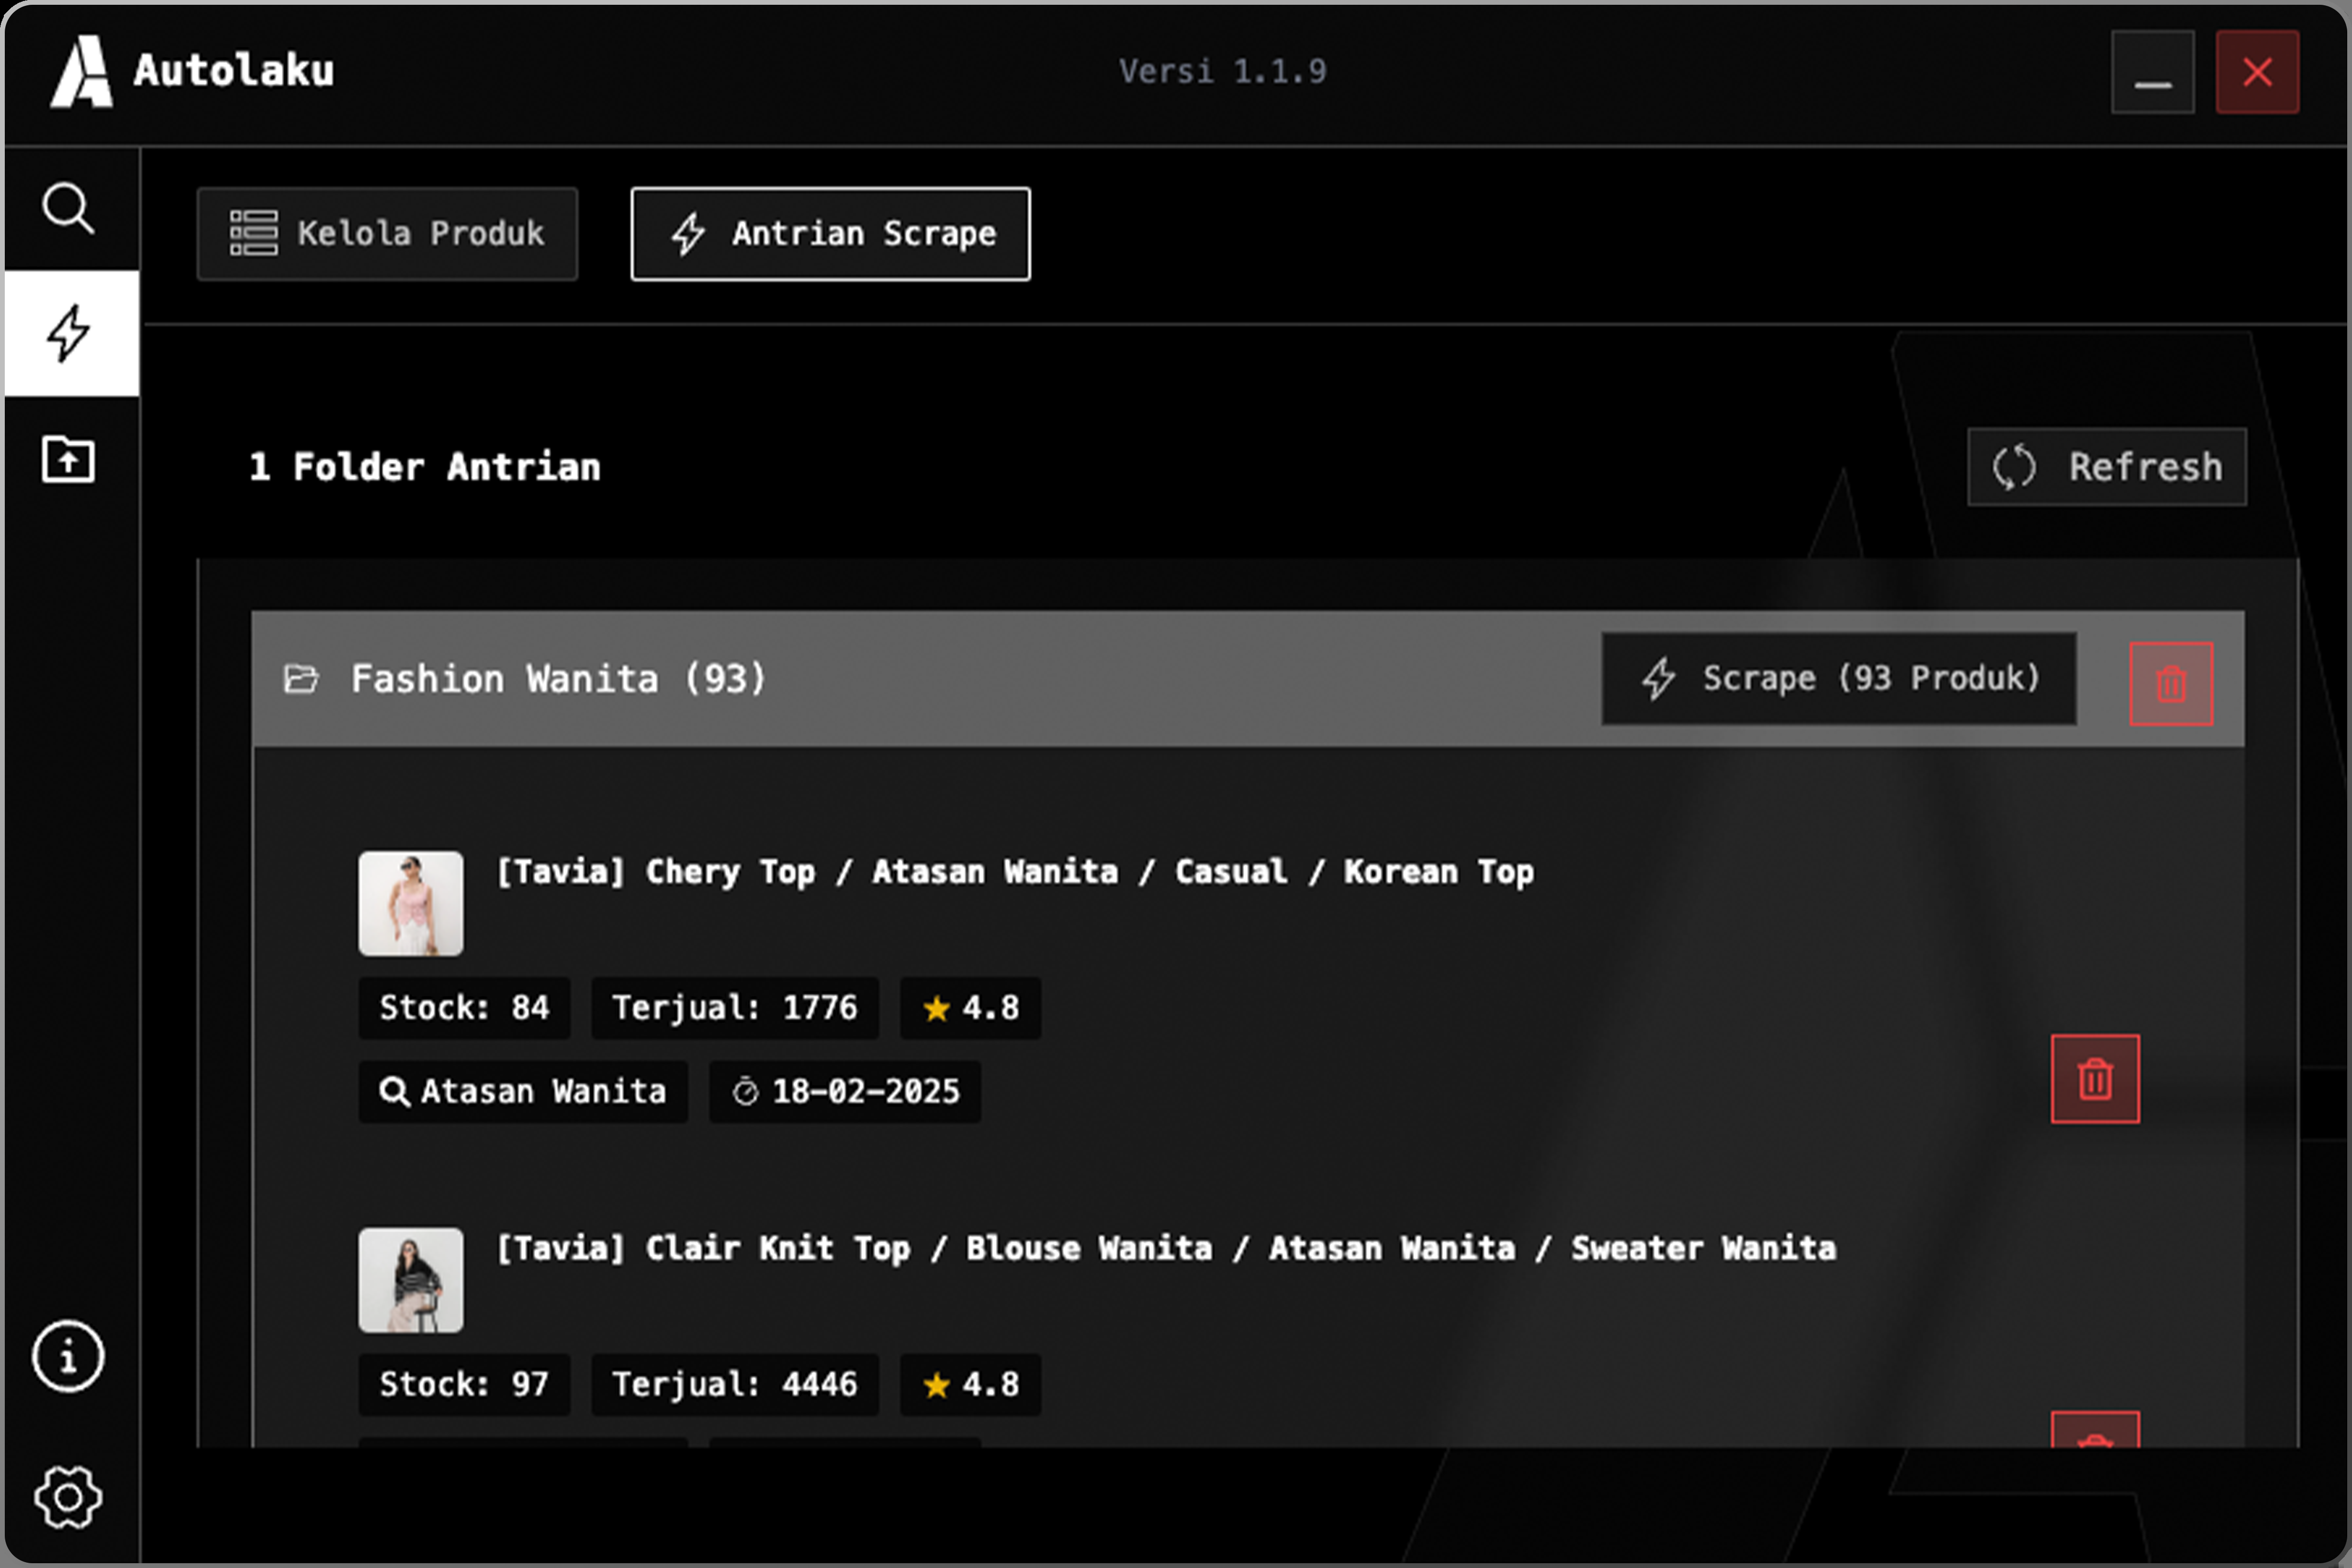 Autolaku
Versi 1.1.9
Kelola Produk
Antrian Scrape
1 Folder Antrian
Refresh
Fashion Wanita (93)
Scrape (93 Produk)
[Tavia] Chery Top / Atasan Wanita / Casual / Korean Top
Stock: 84
Terjual: 1776
4.8
Atasan Wanita
18-02-2025
[Tavia] Clair Knit Top / Blouse Wanita / Atasan Wanita / Sweater Wanita
Stock: 97
Terjual: 4446
4.8